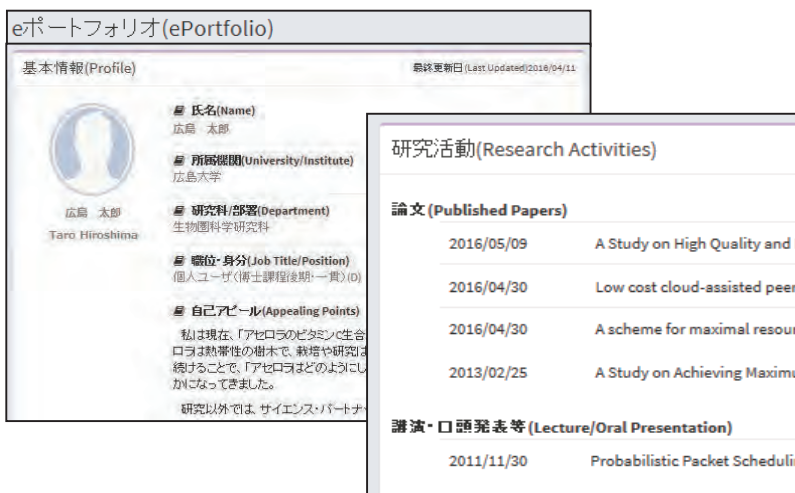 eポートフォリオ(ePortfolio)
基本情報(Profile)
最終更新日(Last Updated)2016/04/11
広島 太郎
Taro Hiroshima
氏名(Name)
広島 太郎
所属機関(University/Institute)
広島大学
研究科/部署(Department)
生物圏科学研究科
職位・身分(Job Title/Position)
個人ユーザ(博士課程後期・一貫)(D)
自己アピール(Appealing Points)
私は現在、「アセロラのビタミンC生合
ロラは熱帯性の樹木で、栽培や研究は
続けることで、「アセロラはどのようにし
かになってきました。
研究以外では、サイエンス・パートナー
研究活動(Research Activities)
論文(Published Papers)
2016/05/09 A Study on High Quality and
2016/04/30 Low cost cloud-assisted peer
2016/04/30 A scheme for maximal resour
2013/02/25 A Study on Achieving Maximu
講演・口頭発表等(Lecture/Oral Presentation)
2011/11/30 Probabilistic Packet Schedulin